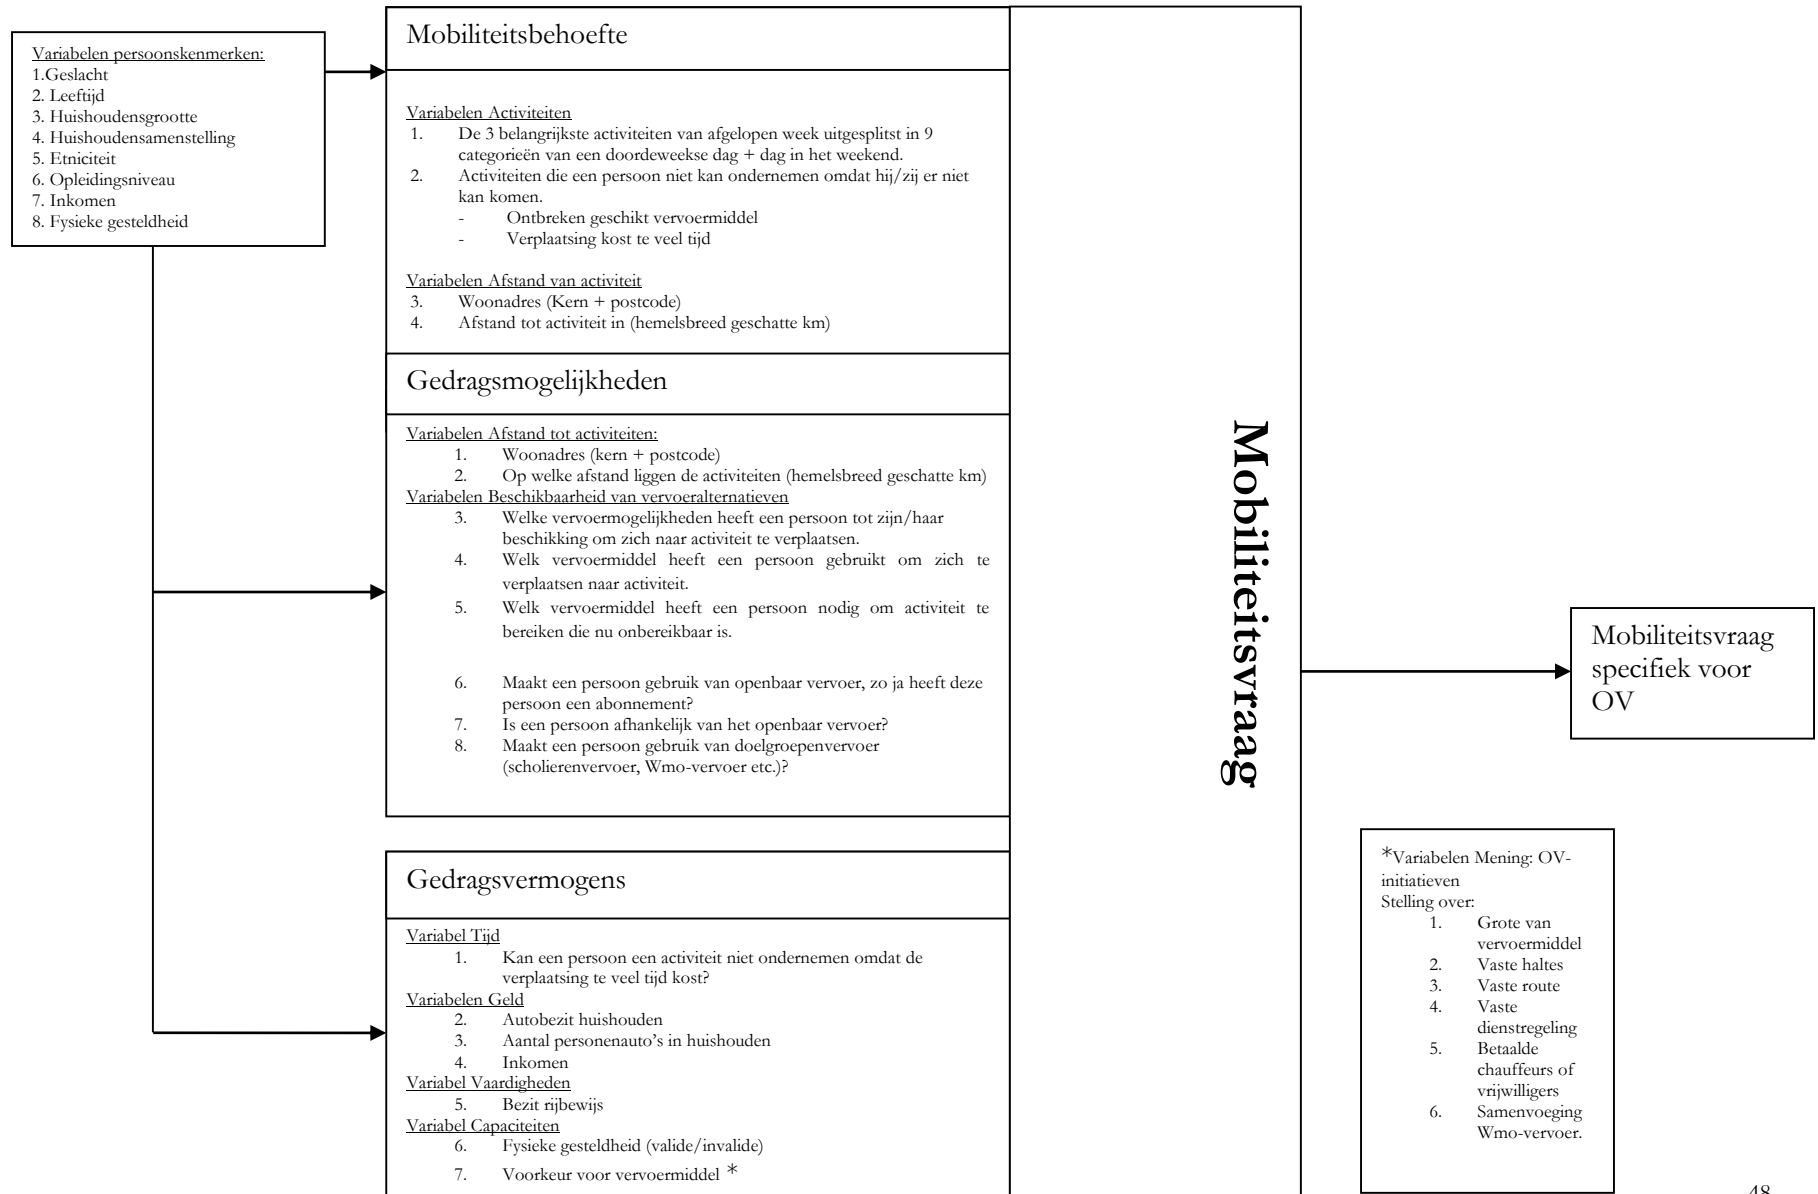 Variabelen persoonskenmerken:
1.Geslacht
2. Leeftijd
3. Huishoudensgrootte
4. Huishoudensamenstelling
5. Etniciteit
6. Opleidingsniveau
7. Inkomen
8. Fysieke gesteldheid
Mobiliteitsbehoefte
Variabelen Activiteiten
1. De 3 belangrijkste activiteiten van afgelopen week uitgesplitst in 9
categorieën van een doordeweekse dag + dag in het weekend.
2. Activiteiten die een persoon niet kan ondernemen omdat hij/zij er niet
kan komen.
- Ontbreken geschikt vervoermiddel
- Verplaatsing kost te veel tijd
Variabelen Afstand van activiteit
3. Woonadres (Kern + postcode)
4. Afstand tot activiteit in (hemelsbreed geschatte km)
Gedragsmogelijkheden
Variabelen Afstand tot activiteiten:
1. Woonadres (kern + postcode)
2. Op welke afstand liggen de activiteiten (hemelsbreed geschatte km)
Variabelen Beschikbaarheid van vervoeralternatieven
3. Welke vervoermogelijkheden heeft een persoon tot zijn/haar
beschikking om zich naar activiteit te verplaatsen.
4. Welk vervoermiddel heeft een persoon gebruikt om zich te
verplaatsen naar activiteit.
5. Welk vervoermiddel heeft een persoon nodig om activiteit te
bereiken die nu onbereikbaar is.
6. Maakt een persoon gebruik van openbaar vervoer, zo ja heeft deze
persoon een abonnement?
7. Is een persoon afhankelijk van het openbaar vervoer?
8. Maakt een persoon gebruik van doelgroepenvervoer
(scholierenvervoer, Wmo-vervoer etc.)?
Gedragsvermogens
Variabel Tijd
1. Kan een persoon een activiteit niet ondernemen omdat de
verplaatsing te veel tijd kost?
Variabelen Geld
2. Autobezit huishouden
3. Aantal personenauto's in huishouden
4. Inkomen
Variabel Vaardigheden
5. Bezit rijbewijs
Variabel Capaciteiten
6. Fysieke gesteldheid (valide/invalide)
7. Voorkeur voor vervoermiddel *
Mobiliteitsvraag
Mobiliteitsvraag
specifiek voor
OV
*Variabelen Mening: OV-
initiatieven
Stelling over:
1. Grote van
vervoermiddel
2. Vaste haltes
3. Vaste route
4. Vaste
dienstregeling
5. Betaalde
chauffeurs of
vrijwilligers
6. Samenvoeging
Wmo-vervoer.
48